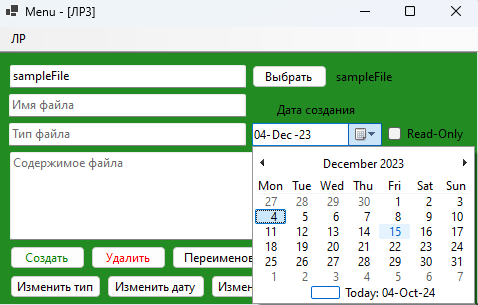 Menu - [ЛР3]
ЛР
sampleFile Выбрать sampleFile
Имя файла
Дата создания
Тип файла 04- Dec -23 Read-Only
Содержимое файла
December 2023
Mon Tue Wed Thu Fri Sat Sun
27 28 29 30 1 2 3
4 5 6 7 8 9 10
11 12 13 14 15 16 17
18 19 20 21 22 23 24
25 26 27 28 29 30 31
1 2 3 4 5 6 7
Today: 04-Oct-24
Создать Удалить Переименов
Изменить тип Изменить дату Измен